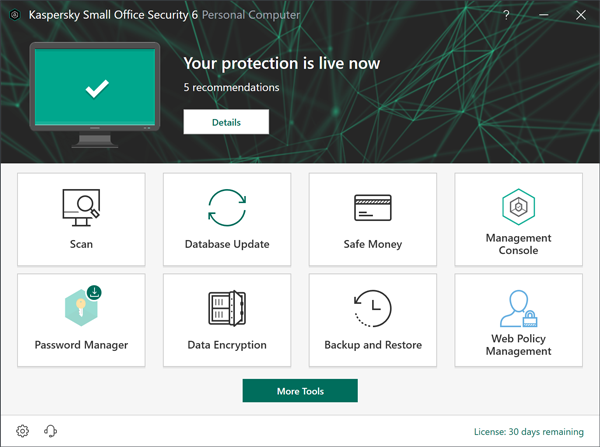 Kaspersky Small Office Security 6 Personal Computer
?
Your protection is live now
5 recommendations
Details
Scan
Database Update
Safe Money
Management
Console
Password Manager
Data Encryption
Backup and Restore
Web Policy
Management
More Tools
License: 30 days remaining